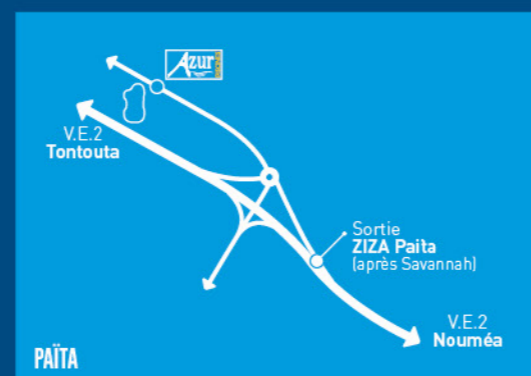 Azur
V.E.2
Tontouta
Sortie
ZIZA Paita
(après Savannah)
V.E.2
Nouméa
PAÏTA